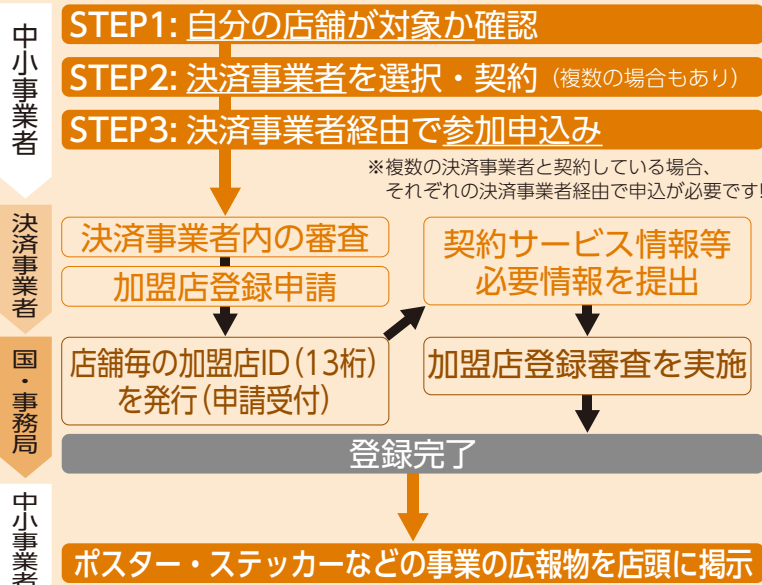 中小事業者
STEP1: 自分の店舗が対象か確認
STEP2: 決済事業者を選択・契約（複数の場合もあり）
STEP3: 決済事業者経由で参加申込み
※複数の決済事業者と契約している場合、
それぞれの決済事業者経由で申込が必要です!
決済事業者
決済事業者内の審査
加盟店登録申請
契約サービス情報等
必要情報を提出
国・事務局
店舗毎の加盟店ID(13桁)
を発行(申請受付)
加盟店登録審査を実施
登録完了
中小事業者
ポスター・ステッカーなどの事業の広報物を店頭に掲示